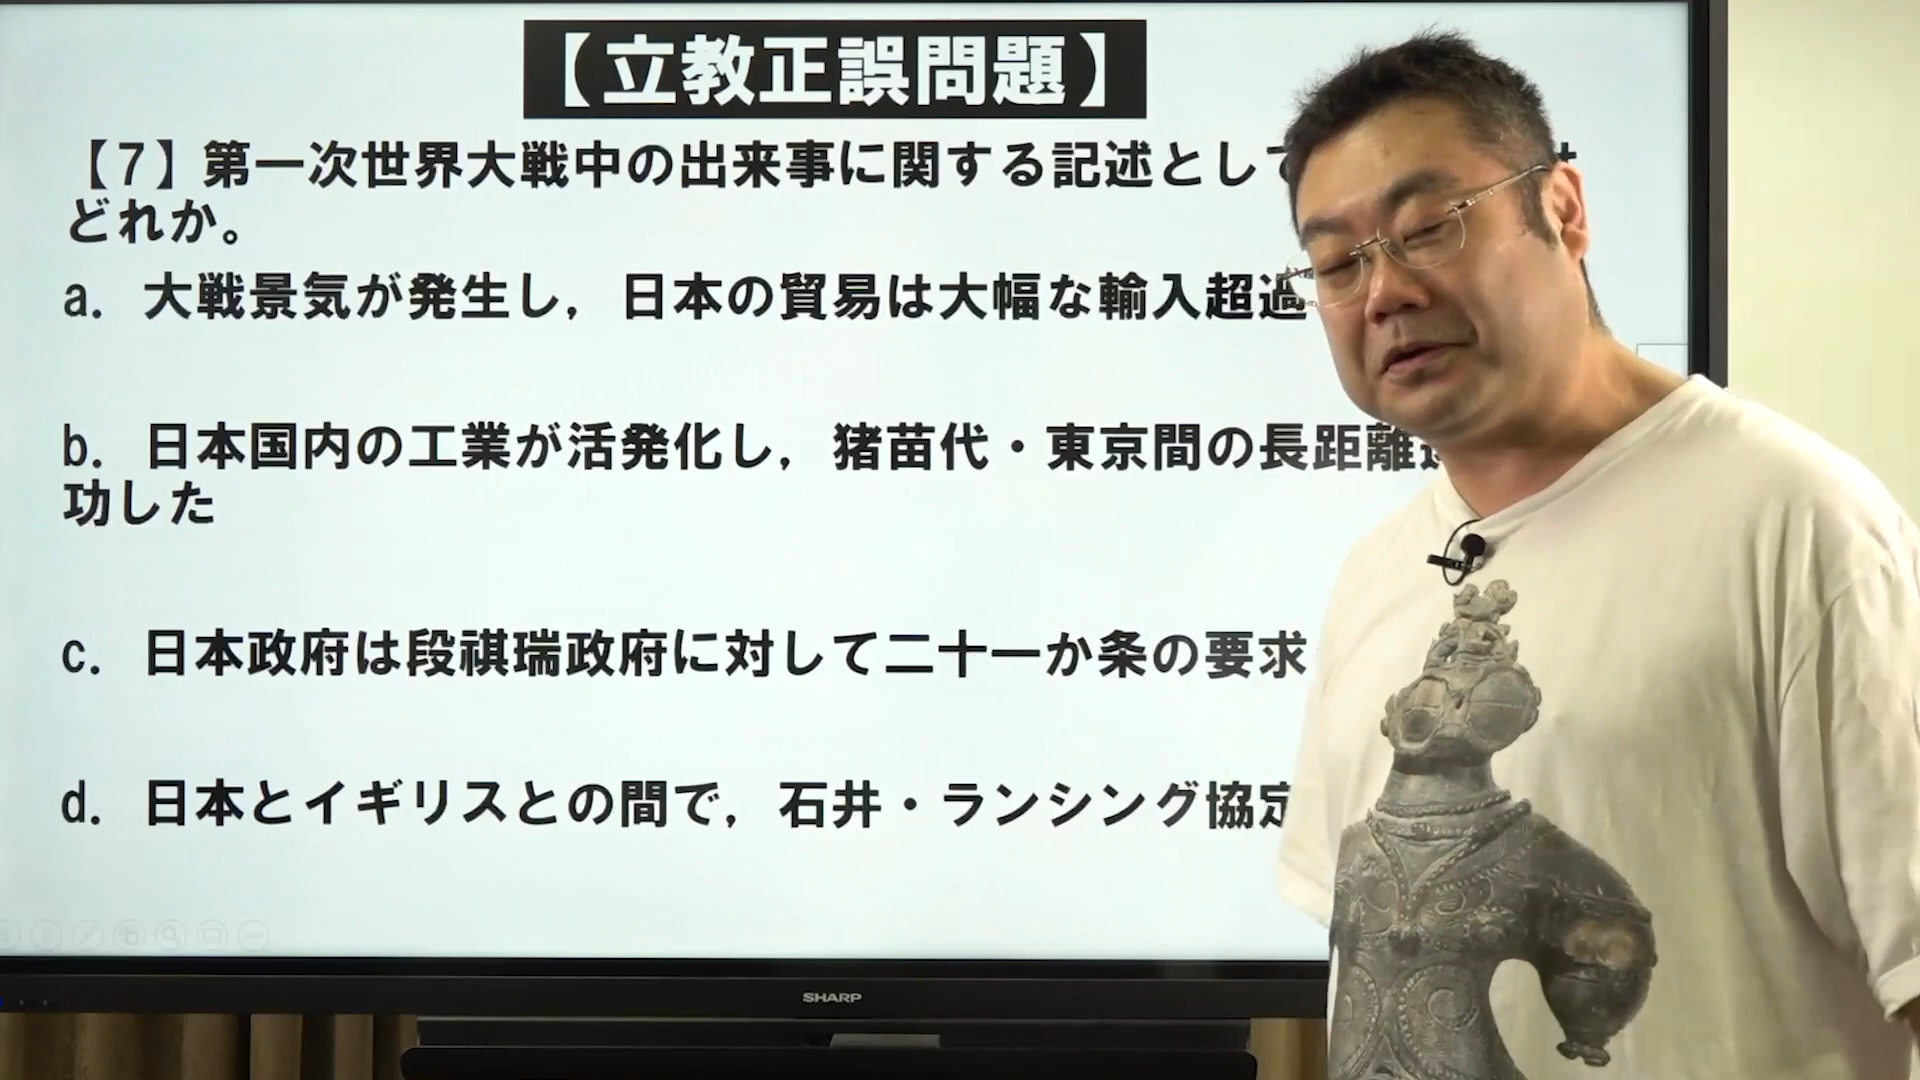 【立教正誤問題】
【7】第一次世界大戦中の出来事に関する記述として
どれか。
a. 大戦景気が発生し，日本の貿易は大幅な輸入超過
b. 日本国内の工業が活発化し，猪苗代・東京間の長距離
功した
c. 日本政府は段祺瑞政府に対して二十一か条の要求
d. 日本とイギリスとの間で，石井・ランシング協定
SHARP